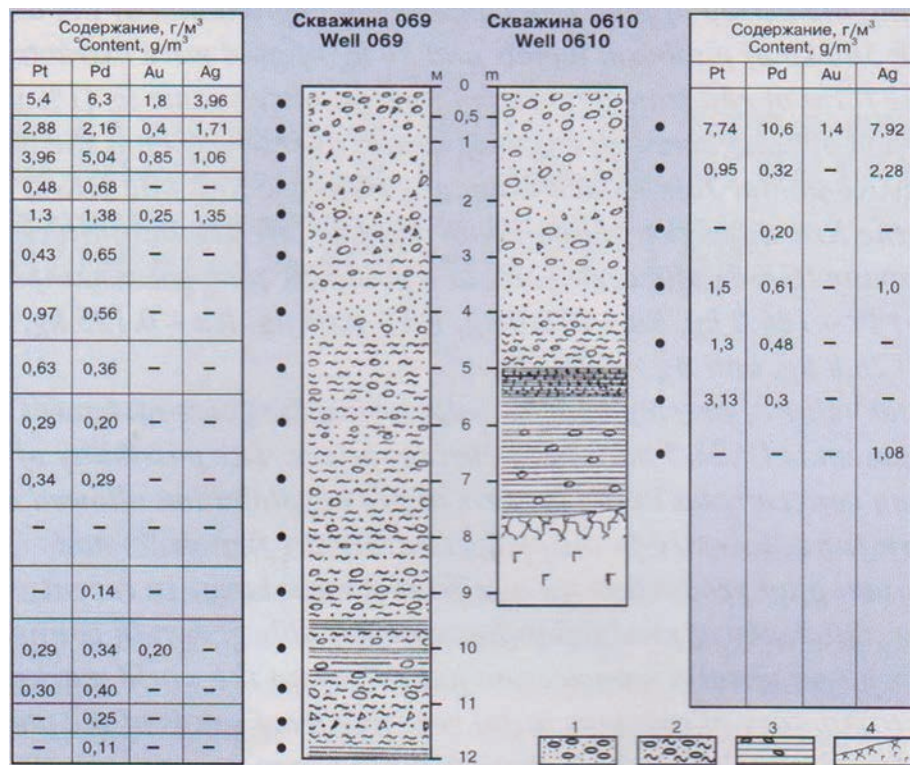 Содержание, г/м³
°Content, g/m³
Pt Pd Au Ag
5,4 6,3 1,8 3,96
2,88 2,16 0,4 1,71
3,96 5,04 0,85 1,06
0,48 0,68 – –
1,3 1,38 0,25 1,35
0,43 0,65 – –
0,97 0,56 – –
0,63 0,36 – –
0,29 0,20 – –
0,34 0,29 – –
– – – –
– 0,14 – –
0,29 0,34 0,20 –
0,30 0,40 – –
– 0,25 – –
– 0,11 – –
Скважина 069
Well 069
Скважина 0610
Well 0610
м m
0
0,5
1
2
3
4
5
6
7
8
9
10
11
12
Содержание, г/м³
Content, g/m³
Pt Pd Au Ag
7,74 10,6 1,4 7,92
0,95 0,32 – 2,28
– 0,20 – –
1,5 0,61 – 1,0
1,3 0,48 – –
3,13 0,3 – –
– – – 1,08
1 2 3 4